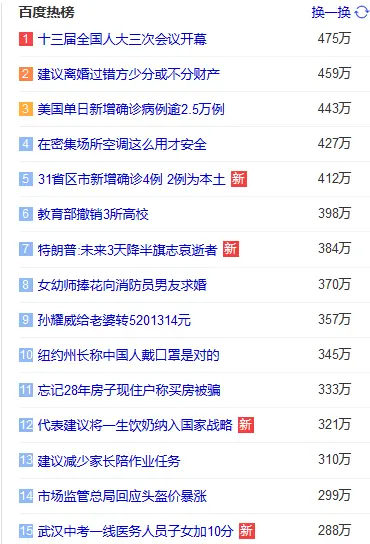 百度热榜 换一换
1 十三届全国人大三次会议开幕 475万
2 建议离婚过错方少分或不分财产 459万
3 美国单日新增确诊病例逾2.5万例 443万
4 在密集场所空调这么用才安全 427万
5 31省区市新增确诊4例 2例为本土 新 412万
6 教育部撤销3所高校 398万
7 特朗普:未来3天降半旗志哀逝者 新 384万
8 女幼师捧花向消防员男友求婚 370万
9 孙耀威给老婆转5201314元 357万
10 纽约州长称中国人戴口罩是对的 345万
11 忘记28年房子现住户称买房被骗 333万
12 代表建议将一生饮奶纳入国家战略 新 321万
13 建议减少家长陪作业任务 310万
14 市场监管总局回应头盔价暴涨 299万
15 武汉中考一线医务人员子女加10分 新 288万